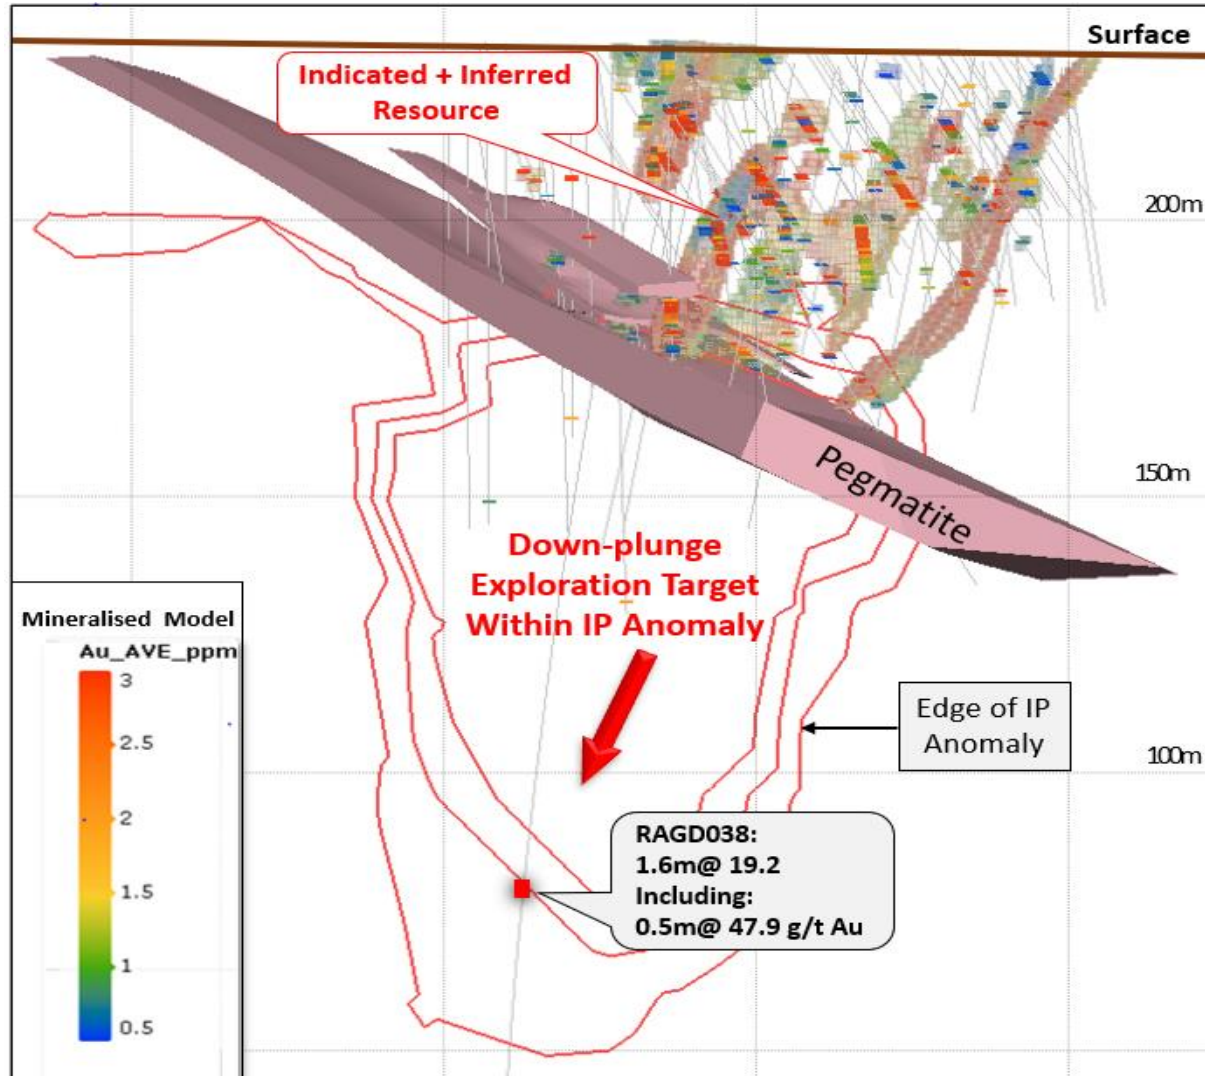 Surface
Indicated + Inferred
Resource
200m
150m
Pegmatite
Down-plunge
Exploration Target
Within IP Anomaly
Mineralised Model
Au_AVE_ppm
3
2.5
2
1.5
1
0.5
Edge of IP
Anomaly
100m
RAGD038:
1.6m@ 19.2
Including:
0.5m@ 47.9 g/t Au